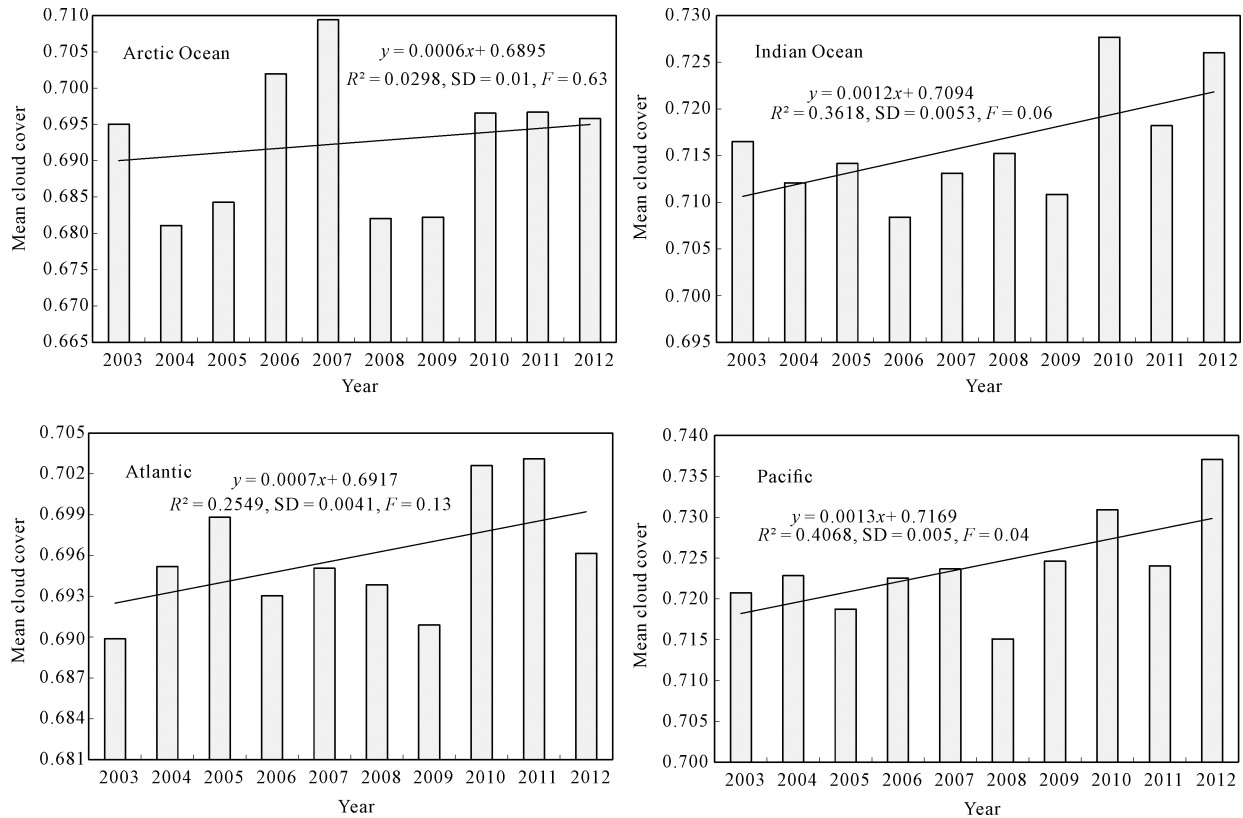 Arctic Ocean
y = 0.0006x + 0.6895
R² = 0.0298, SD = 0.01, F = 0.63
Mean cloud cover
0.710
0.705
0.700
0.695
0.690
0.685
0.680
0.675
0.670
0.665
2003 2004 2005 2006 2007 2008 2009 2010 2011 2012
Year
Indian Ocean
y = 0.0012x + 0.7094
R² = 0.3618, SD = 0.0053, F = 0.06
Mean cloud cover
0.730
0.725
0.720
0.715
0.710
0.705
0.700
0.695
2003 2004 2005 2006 2007 2008 2009 2010 2011 2012
Year
Atlantic
y = 0.0007x + 0.6917
R² = 0.2549, SD = 0.0041, F = 0.13
Mean cloud cover
0.705
0.702
0.699
0.696
0.693
0.690
0.687
0.684
0.681
2003 2004 2005 2006 2007 2008 2009 2010 2011 2012
Year
Pacific
y = 0.0013x + 0.7169
R² = 0.4068, SD = 0.005, F = 0.04
Mean cloud cover
0.740
0.735
0.730
0.725
0.720
0.715
0.710
0.705
0.700
2003 2004 2005 2006 2007 2008 2009 2010 2011 2012
Year